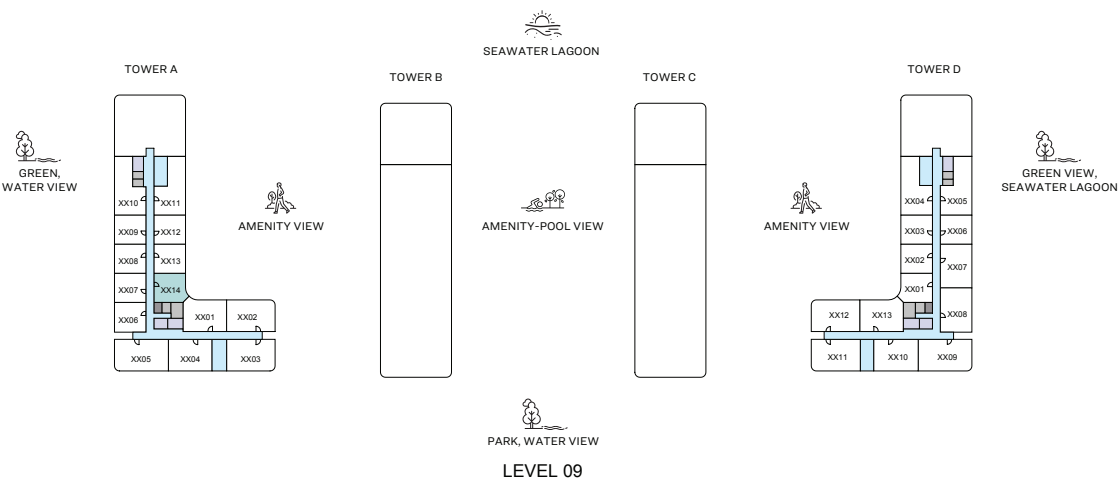 SEAWATER LAGOON
TOWER A
TOWER B
TOWER C
TOWER D
GREEN,
WATER VIEW
AMENITY VIEW
AMENITY-POOL VIEW
AMENITY VIEW
GREEN VIEW,
SEAWATER LAGOON
XX10 XX11
XX09 XX12
XX08 XX13
XX07 XX14
XX06 XX01 XX02
XX05 XX04 XX03
XX04 XX05
XX03 XX06
XX02 XX07
XX01
XX12 XX13 XX08
XX11 XX10 XX09
PARK, WATER VIEW
LEVEL 09